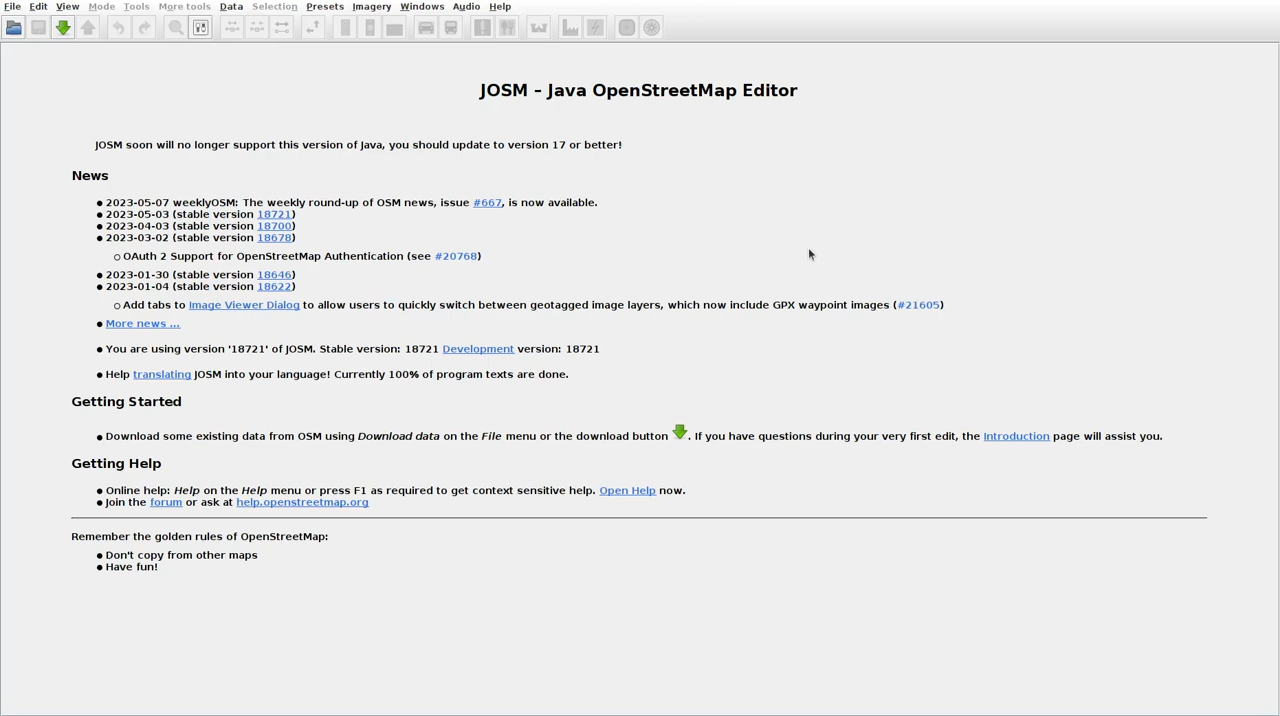 File Edit View Mode Tools More tools Data Selection Presets Imagery Windows Audio Help
JOSM – Java OpenStreetMap Editor
JOSM soon will no longer support this version of Java, you should update to version 17 or better!
News
● 2023-05-07 weeklyOSM: The weekly round-up of OSM news, issue #667, is now available.
● 2023-05-03 (stable version 18721)
● 2023-04-03 (stable version 18700)
● 2023-03-02 (stable version 18678)
○ OAuth 2 Support for OpenStreetMap Authentication (see #20768)
● 2023-01-30 (stable version 18646)
● 2023-01-04 (stable version 18622)
○ Add tabs to Image Viewer Dialog to allow users to quickly switch between geotagged image layers, which now include GPX waypoint images (#21605)
● More news ...
● You are using version '18721' of JOSM. Stable version: 18721 Development version: 18721
● Help translating JOSM into your language! Currently 100% of program texts are done.
Getting Started
● Download some existing data from OSM using Download data on the File menu or the download button . If you have questions during your very first edit, the Introduction page will assist you.
Getting Help
● Online help: Help on the Help menu or press F1 as required to get context sensitive help. Open Help now.
● Join the forum or ask at help.openstreetmap.org
Remember the golden rules of OpenStreetMap:
● Don't copy from other maps
● Have fun!